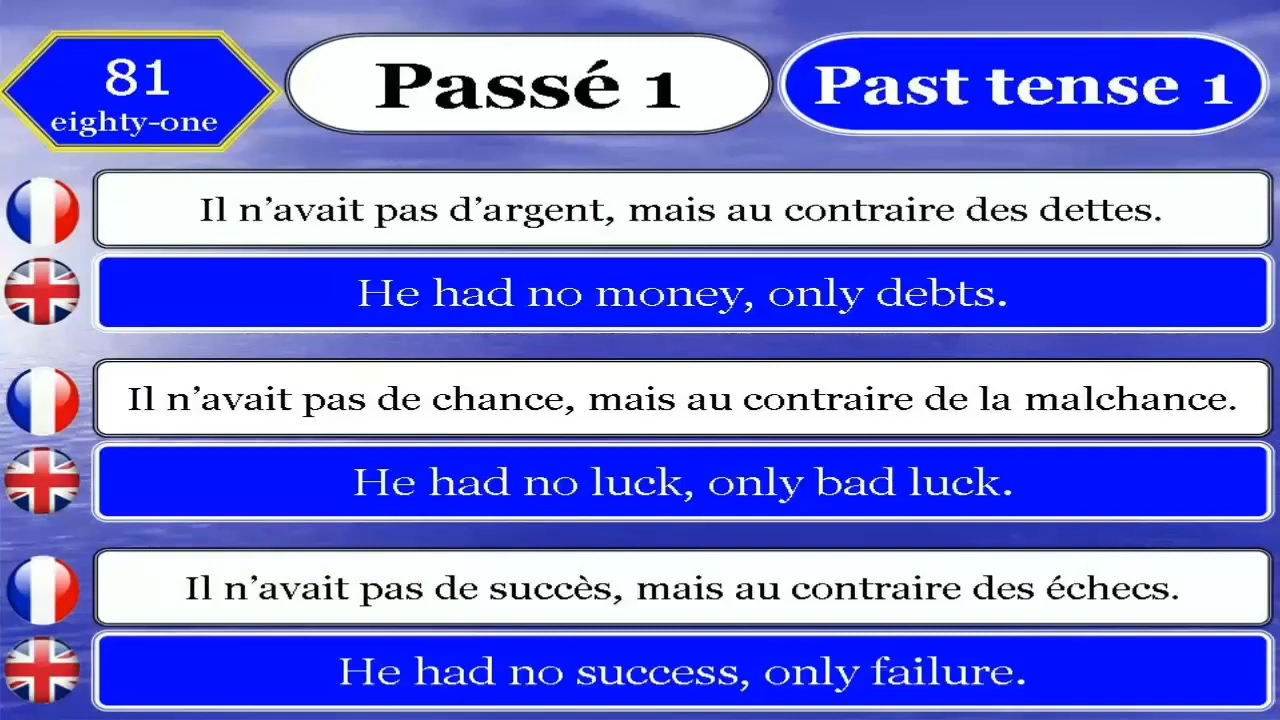 81
eighty-one
Passé 1
Past tense 1
Il n’avait pas d’argent, mais au contraire des dettes.
He had no money, only debts.
Il n’avait pas de chance, mais au contraire de la malchance.
He had no luck, only bad luck.
Il n’avait pas de succès, mais au contraire des échecs.
He had no success, only failure.